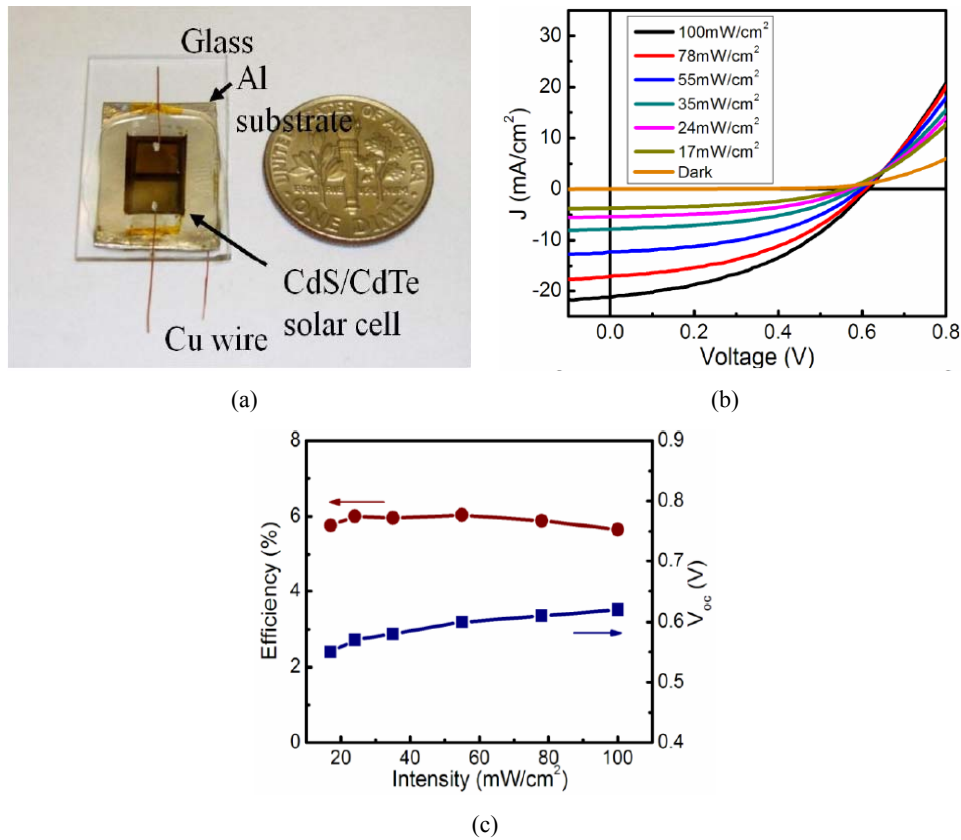 Glass
Al
substrate
UNITED STATES OF AMERICA
E PLURIBUS UNUM
ONE DIME
CdS/CdTe
solar cell
Cu wire
(a)
J (mA/cm²)
30
20
10
0
-10
-20
100mW/cm²
78mW/cm²
55mW/cm²
35mW/cm²
24mW/cm²
17mW/cm²
Dark
0.0 0.2 0.4 0.6 0.8
Voltage (V)
(b)
Efficiency (%)
8
6
4
2
0
0.9
0.8
0.7
0.6
0.5
0.4
V_oc (V)
20 40 60 80 100
Intensity (mW/cm²)
(c)